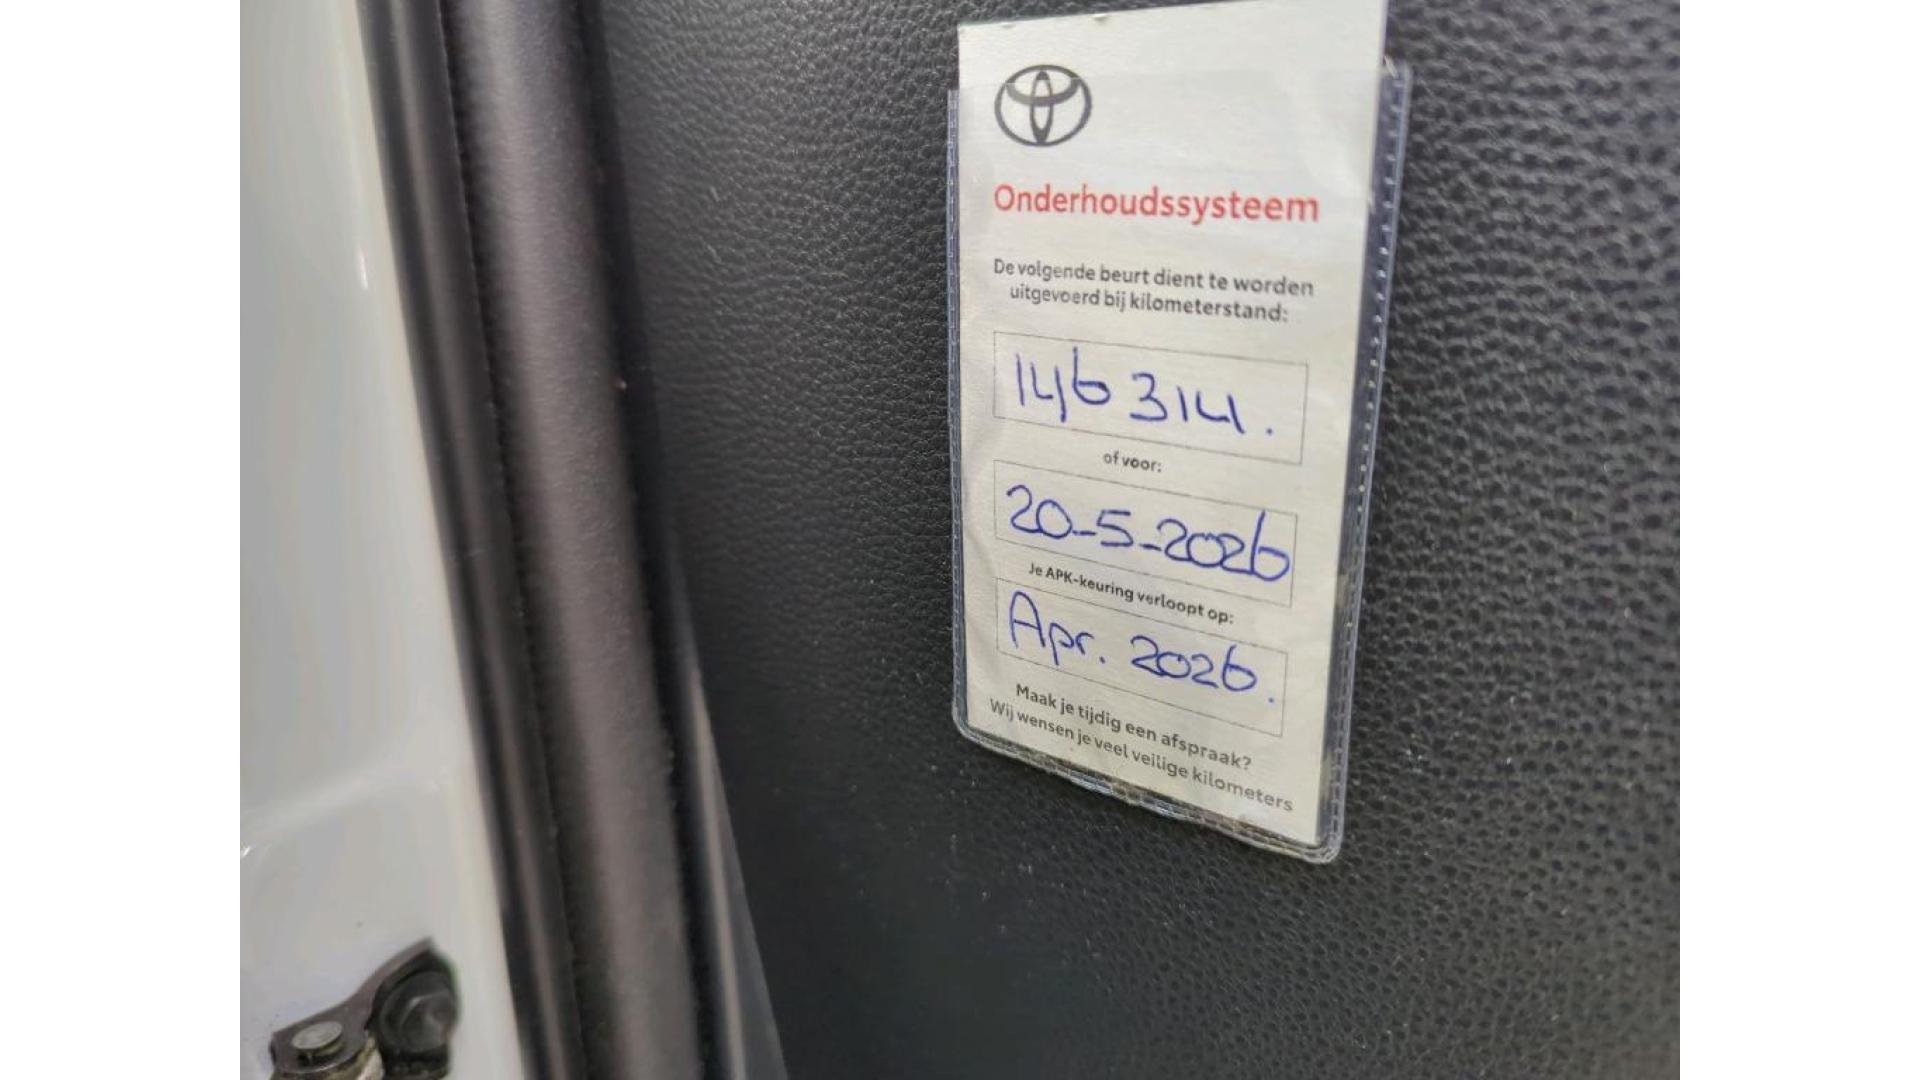 Onderhoudssysteem
De volgende beurt dient te worden
uitgevoerd bij kilometerstand:
146 314.
of voor:
20-5-2026
Je APK-keuring verloopt op:
Apr. 2026.
Maak je tijdig een afspraak?
Wij wensen je veel veilige kilometers